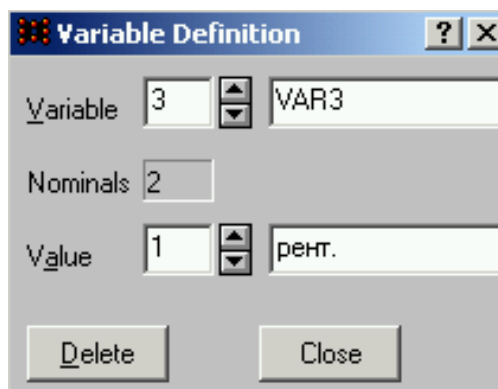 Variable Definition ? X
Variable 3 VAR3
Nominals 2
Value 1 рент.
Delete Close